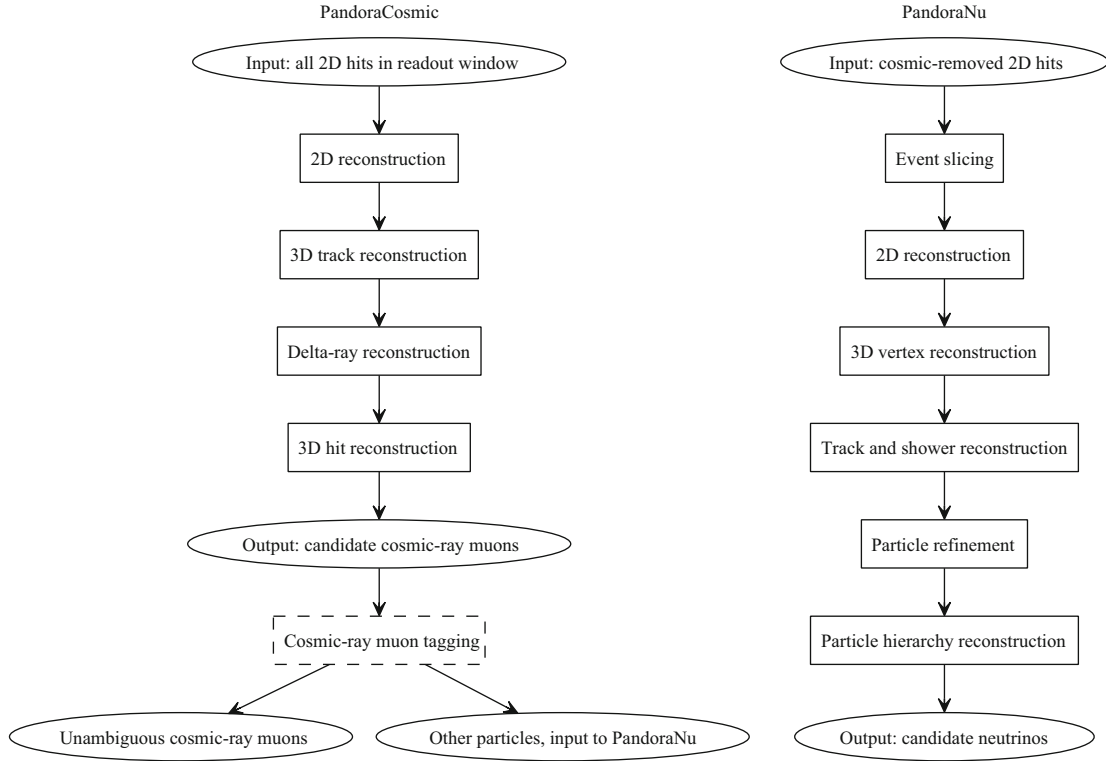 PandoraCosmic
Input: all 2D hits in readout window
2D reconstruction
3D track reconstruction
Delta-ray reconstruction
3D hit reconstruction
Output: candidate cosmic-ray muons
Cosmic-ray muon tagging
Unambiguous cosmic-ray muons
Other particles, input to PandoraNu
PandoraNu
Input: cosmic-removed 2D hits
Event slicing
2D reconstruction
3D vertex reconstruction
Track and shower reconstruction
Particle refinement
Particle hierarchy reconstruction
Output: candidate neutrinos